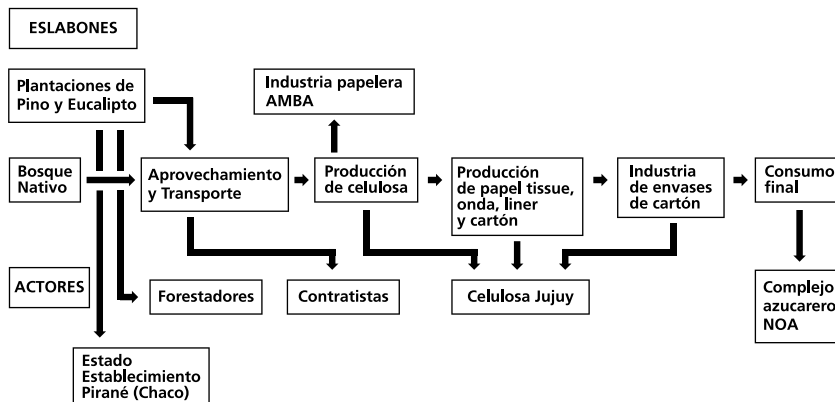 ESLABONES
Plantaciones de
Pino y Eucalipto
Industria papelera
AMBA
Bosque
Nativo
Aprovechamiento
y Transporte
Producción
de celulosa
Producción
de papel tissue,
onda, liner
y cartón
Industria
de envases
de cartón
Consumo
final
ACTORES
Forestadores
Contratistas
Celulosa Jujuy
Complejo
azucarero
NOA
Estado
Establecimiento
Pirané (Chaco)